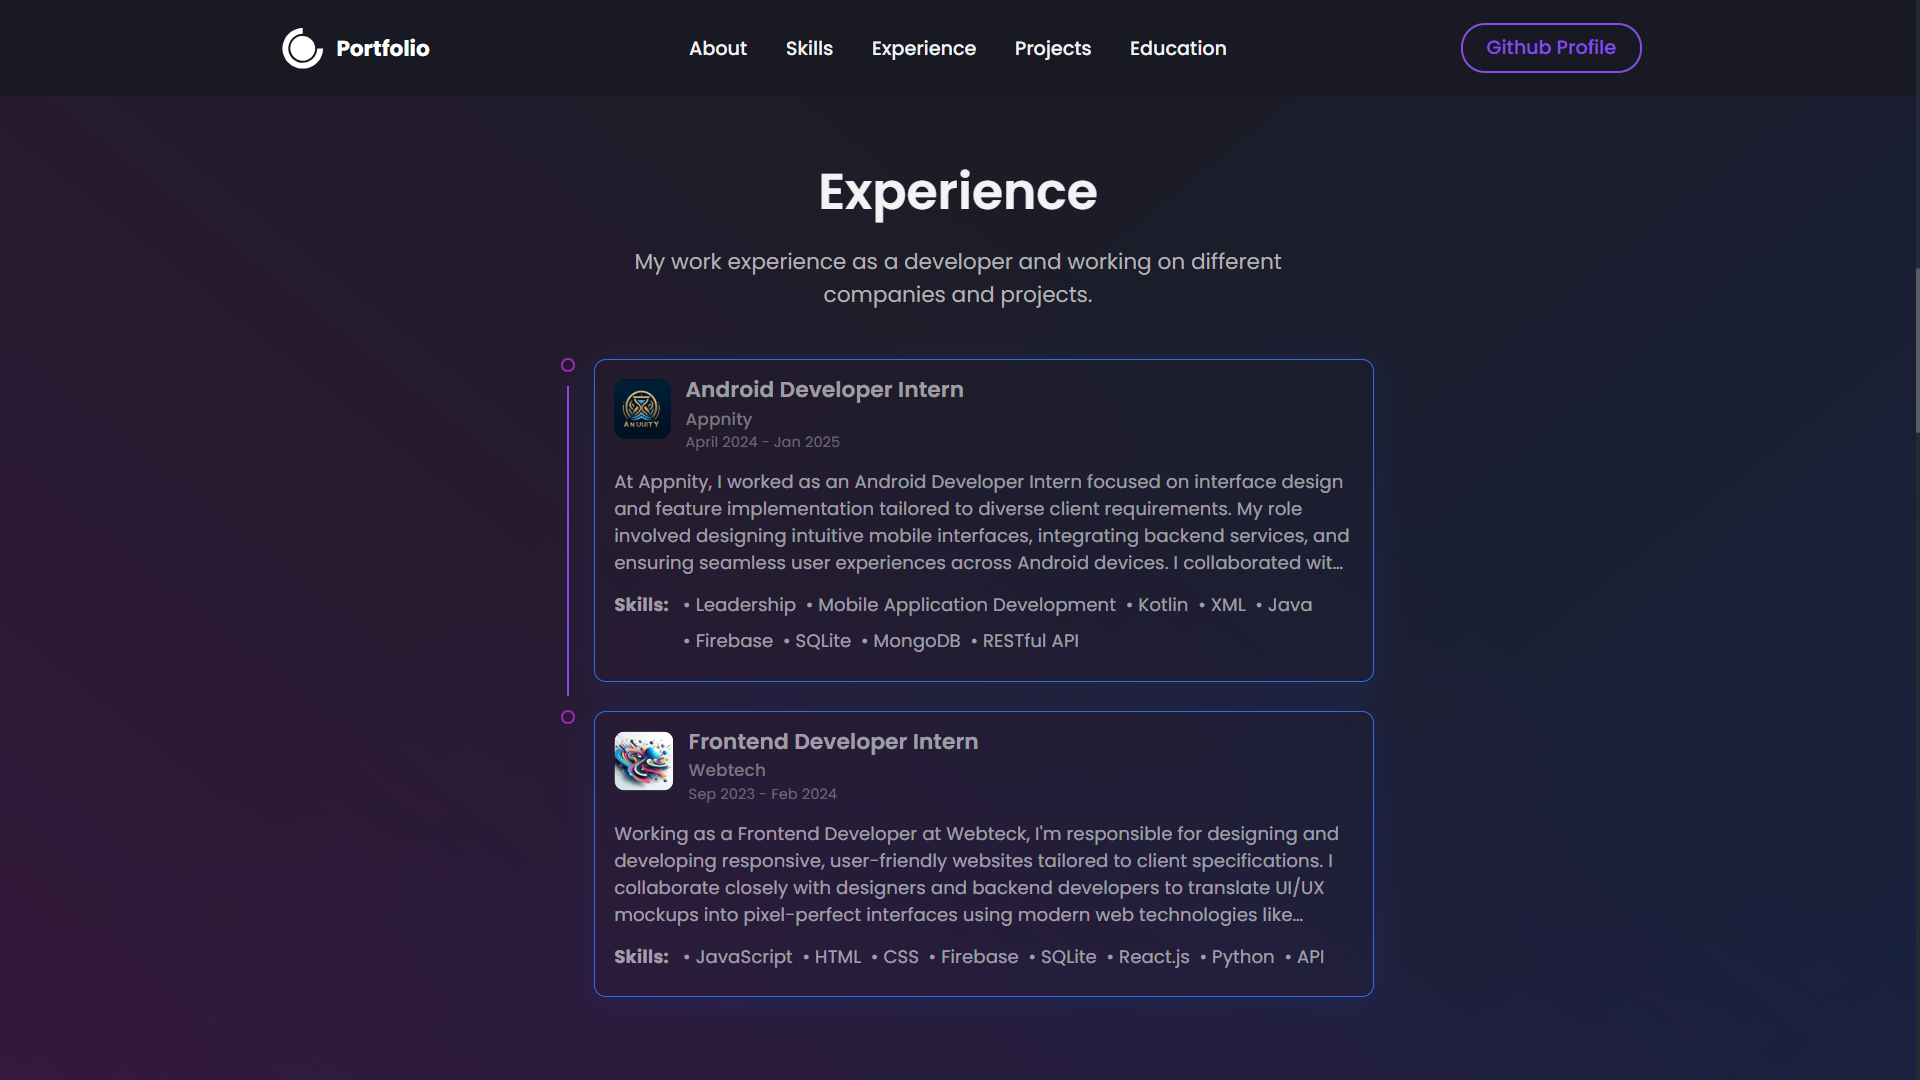 Portfolio
About Skills Experience Projects Education
Github Profile
Experience
My work experience as a developer and working on different
companies and projects.
ANUUITY
Android Developer Intern
Appnity
April 2024 - Jan 2025
At Appnity, I worked as an Android Developer Intern focused on interface design
and feature implementation tailored to diverse client requirements. My role
involved designing intuitive mobile interfaces, integrating backend services, and
ensuring seamless user experiences across Android devices. I collaborated wit...
Skills: • Leadership • Mobile Application Development • Kotlin • XML • Java
• Firebase • SQLite • MongoDB • RESTful API
Frontend Developer Intern
Webtech
Sep 2023 - Feb 2024
Working as a Frontend Developer at Webteck, I'm responsible for designing and
developing responsive, user-friendly websites tailored to client specifications. I
collaborate closely with designers and backend developers to translate UI/UX
mockups into pixel-perfect interfaces using modern web technologies like...
Skills: • JavaScript • HTML • CSS • Firebase • SQLite • React.js • Python • API